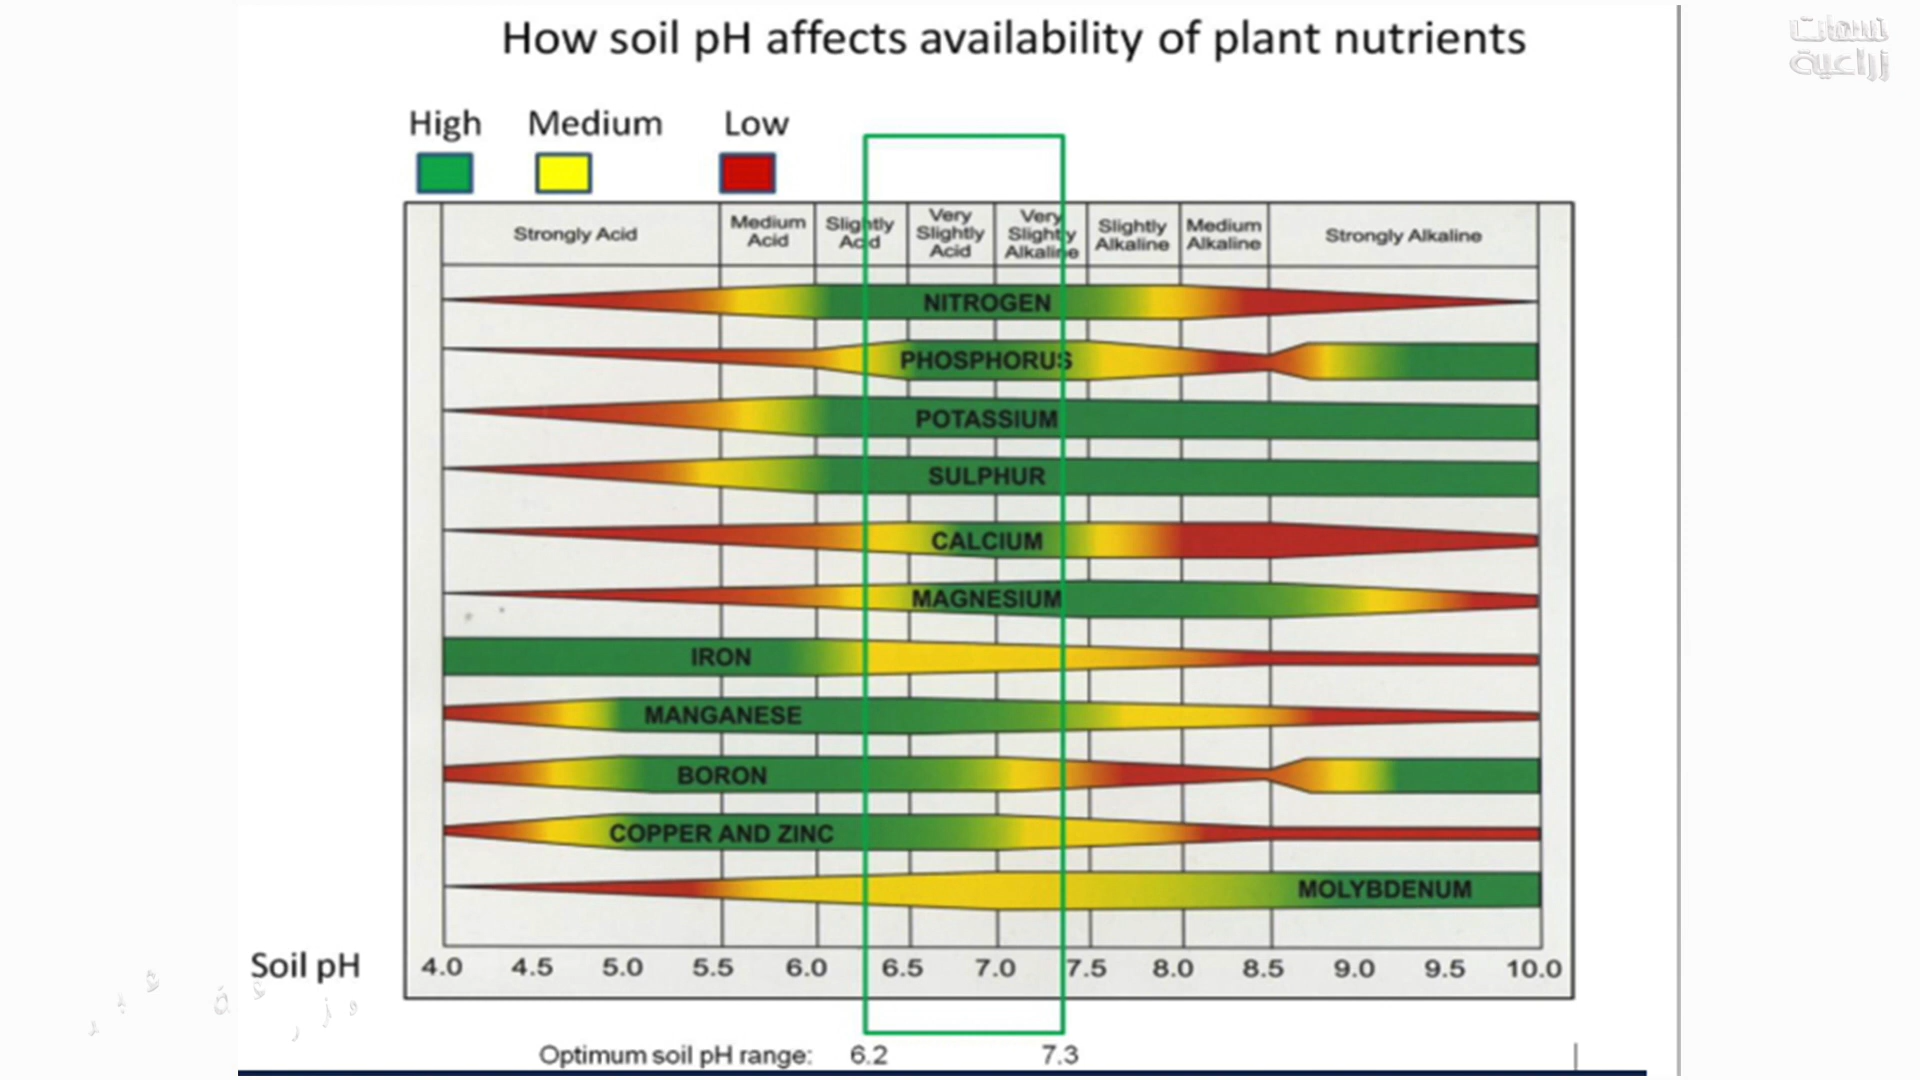 How soil pH affects availability of plant nutrients
نسمات
زراعية
High Medium Low
Strongly Acid
Medium
Acid
Slightly
Acid
Very
Slightly
Acid
Very
Slightly
Alkaline
Slightly
Alkaline
Medium
Alkaline
Strongly Alkaline
NITROGEN
PHOSPHORUS
POTASSIUM
SULPHUR
CALCIUM
MAGNESIUM
IRON
MANGANESE
BORON
COPPER AND ZINC
MOLYBDENUM
Soil pH 4.0 4.5 5.0 5.5 6.0 6.5 7.0 7.5 8.0 8.5 9.0 9.5 10.0
Optimum soil pH range: 6.2 7.3